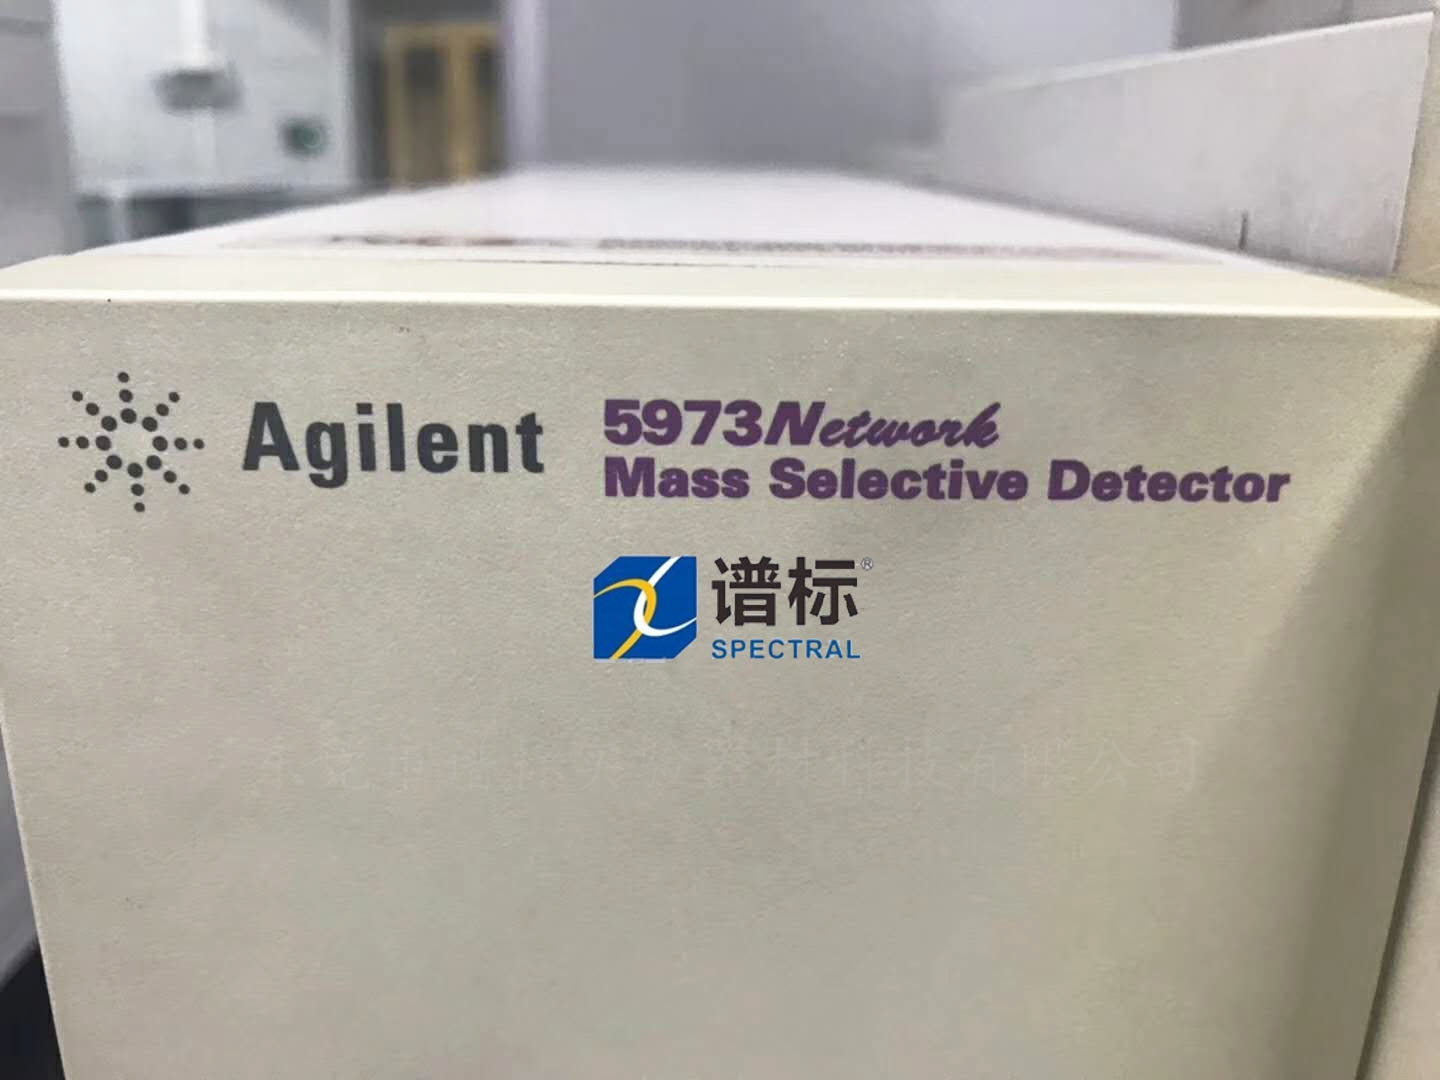 Agilent
5973Network
Mass Selective Detector
谱标®
SPECTRAL